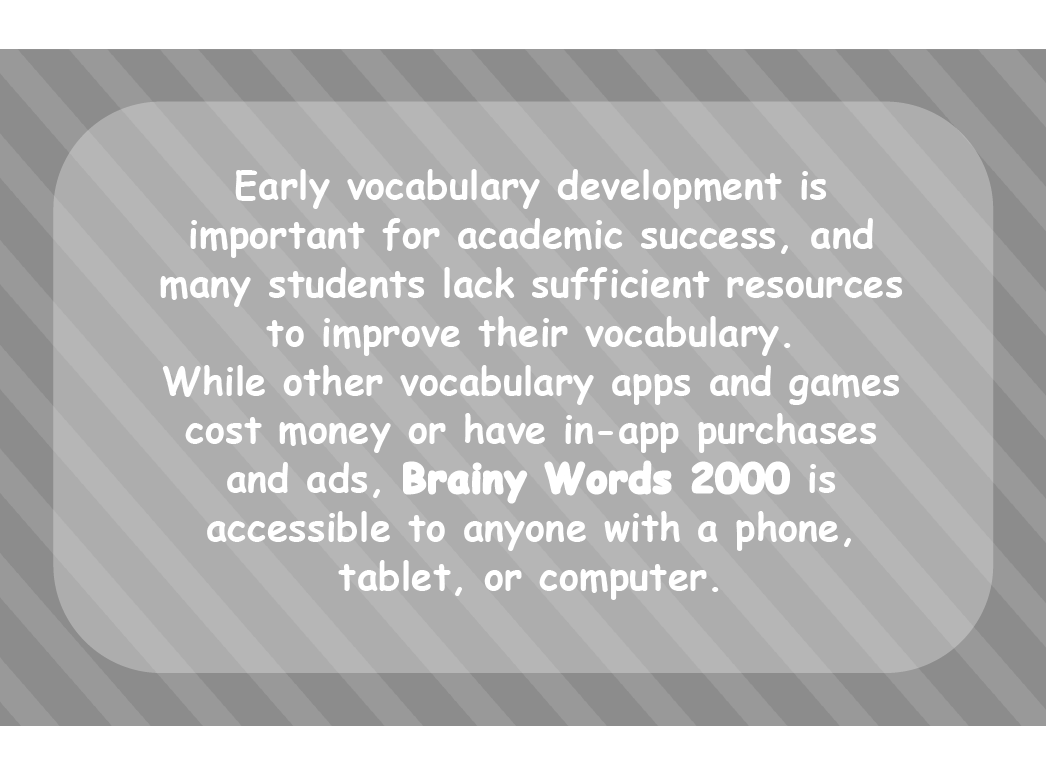 Early vocabulary development is
important for academic success, and
many students lack sufficient resources
to improve their vocabulary.
While other vocabulary apps and games
cost money or have in-app purchases
and ads, Brainy Words 2000 is
accessible to anyone with a phone,
tablet, or computer.